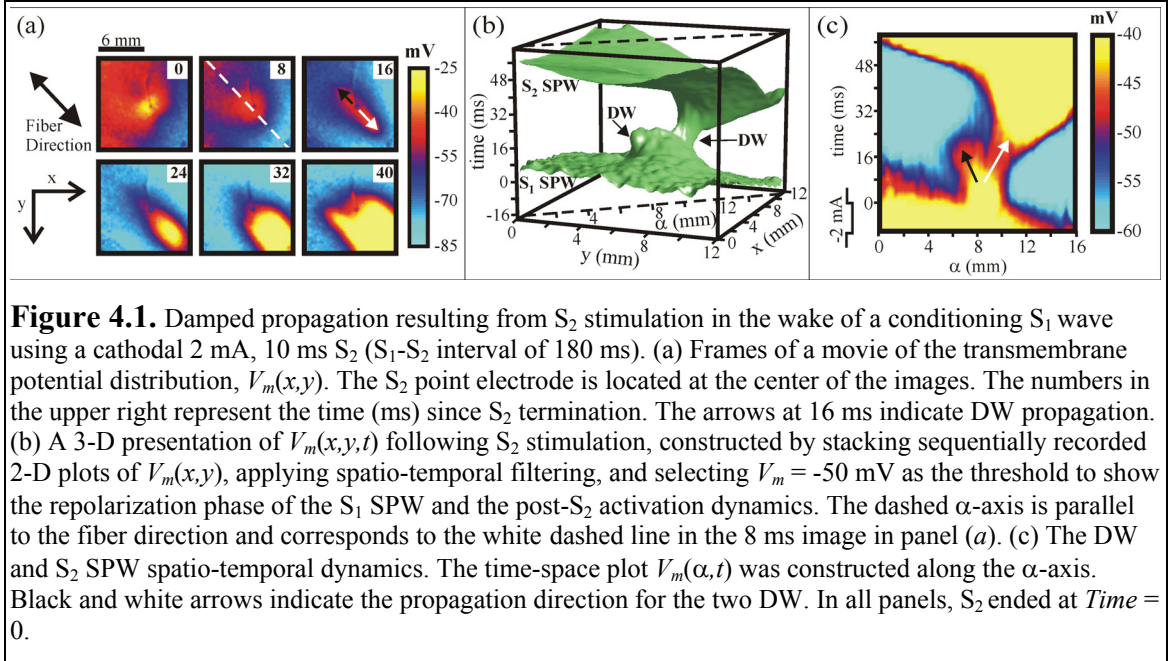 (a)
6 mm
mV
0
8
16
-25
-40
-55
-70
-85
Fiber
Direction
x
y
24
32
40
(b)
S₂ SPW
DW
DW
S₁ SPW
time (ms)
48
32
16
0
-16
0
4
8
12
y (mm)
4
8
12
α (mm)
0
4
8
12
x (mm)
(c)
mV
-40
-45
-50
-55
-60
time (ms)
48
36
24
16
0
-2 mA
0
4
8
12
16
α (mm)
Figure 4.1. Damped propagation resulting from S₂ stimulation in the wake of a conditioning S₁ wave
using a cathodal 2 mA, 10 ms S₂ (S₁-S₂ interval of 180 ms). (a) Frames of a movie of the transmembrane
potential distribution, Vm(x,y). The S₂ point electrode is located at the center of the images. The numbers in
the upper right represent the time (ms) since S₂ termination. The arrows at 16 ms indicate DW propagation.
(b) A 3-D presentation of Vm(x,y,t) following S₂ stimulation, constructed by stacking sequentially recorded
2-D plots of Vm(x,y), applying spatio-temporal filtering, and selecting Vm = -50 mV as the threshold to show
the repolarization phase of the S₁ SPW and the post-S₂ activation dynamics. The dashed α-axis is parallel
to the fiber direction and corresponds to the white dashed line in the 8 ms image in panel (a). (c) The DW
and S₂ SPW spatio-temporal dynamics. The time-space plot Vm(α,t) was constructed along the α-axis.
Black and white arrows indicate the propagation direction for the two DW. In all panels, S₂ ended at Time =
0.